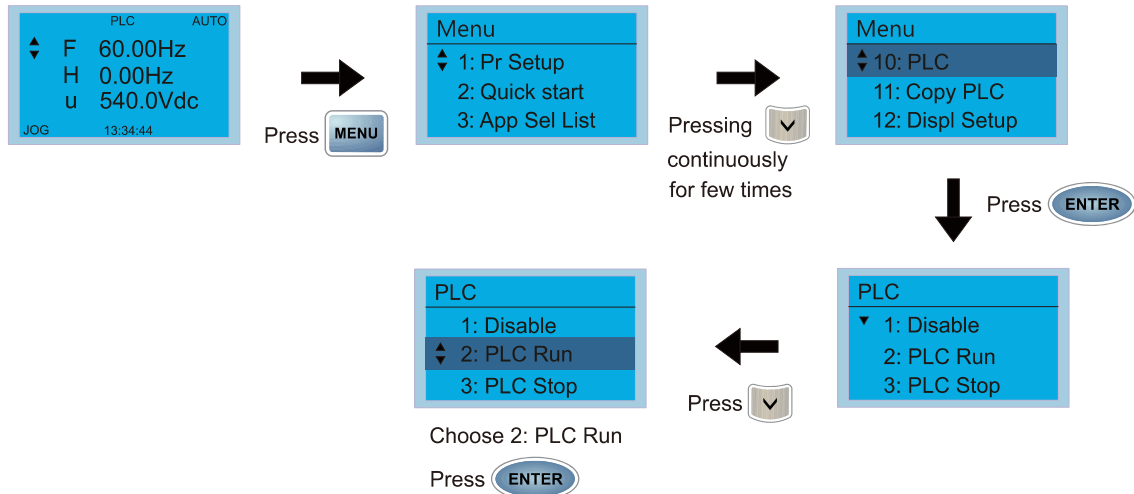 PLC AUTO
F 60.00Hz
H 0.00Hz
u 540.0Vdc
JOG 13:34:44
Press MENU
Menu
1: Pr Setup
2: Quick start
3: App Sel List
Pressing
continuously
for few times
Menu
10: PLC
11: Copy PLC
12: Displ Setup
Press ENTER
PLC
1: Disable
2: PLC Run
3: PLC Stop
Press
PLC
1: Disable
2: PLC Run
3: PLC Stop
Choose 2: PLC Run
Press ENTER